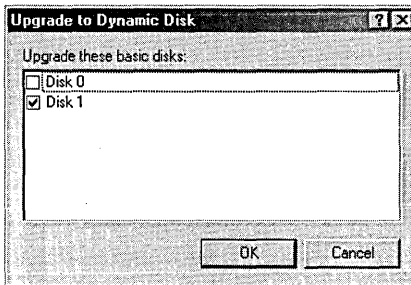 Upgrade to Dynamic Disk
Upgrade these basic disks:
Disk 0
Disk 1
OK
Cancel